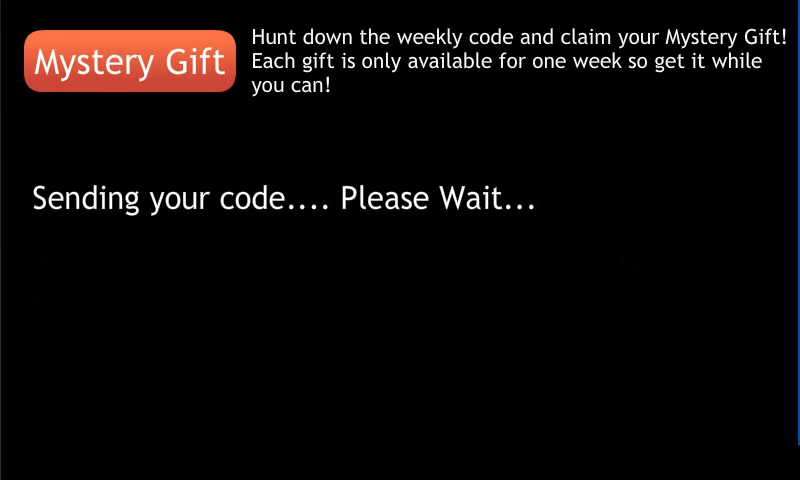 Mystery Gift
Hunt down the weekly code and claim your Mystery Gift!
Each gift is only available for one week so get it while
you can!
Sending your code.... Please Wait...